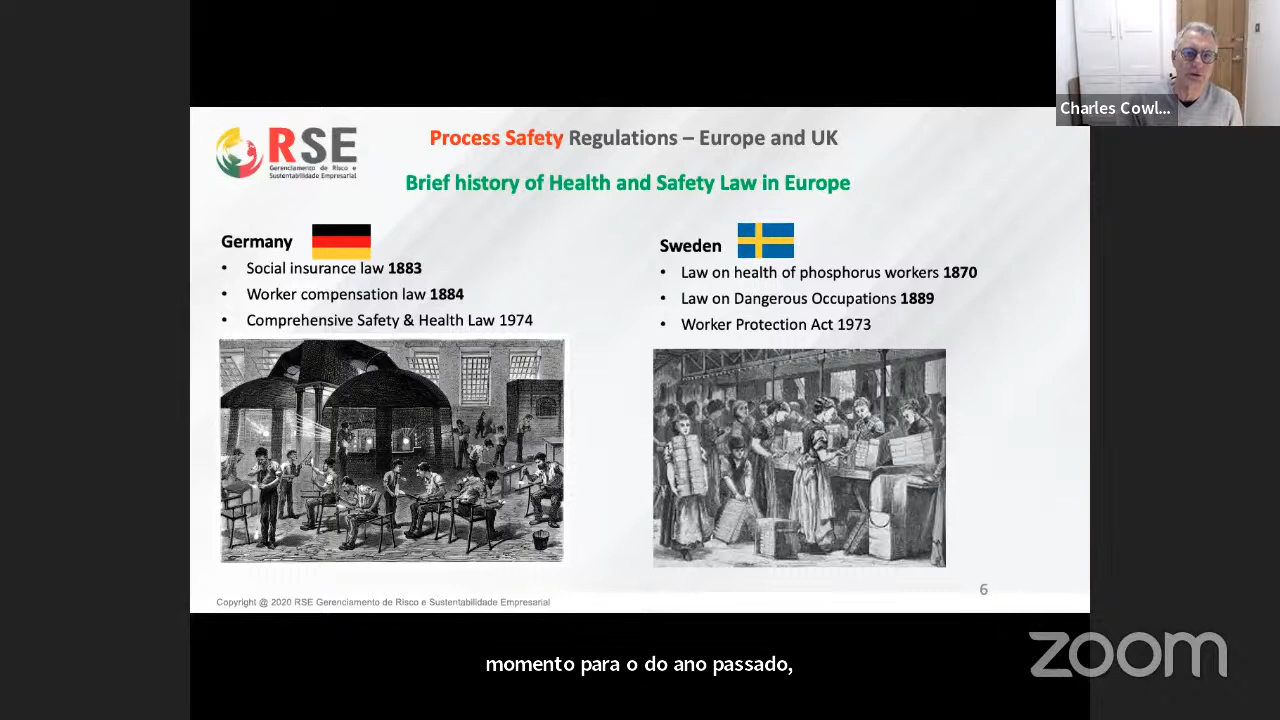 Charles Cowl...
RSE
Gerenciamento de Risco e
Sustentabilidade Empresarial
Process Safety Regulations – Europe and UK
Brief history of Health and Safety Law in Europe
Germany
• Social insurance law 1883
• Worker compensation law 1884
• Comprehensive Safety & Health Law 1974
Sweden
• Law on health of phosphorus workers 1870
• Law on Dangerous Occupations 1889
• Worker Protection Act 1973
6
Copyright @ 2020 RSE Gerenciamento de Risco e Sustentabilidade Empresarial
momento para o do ano passado,
zoom